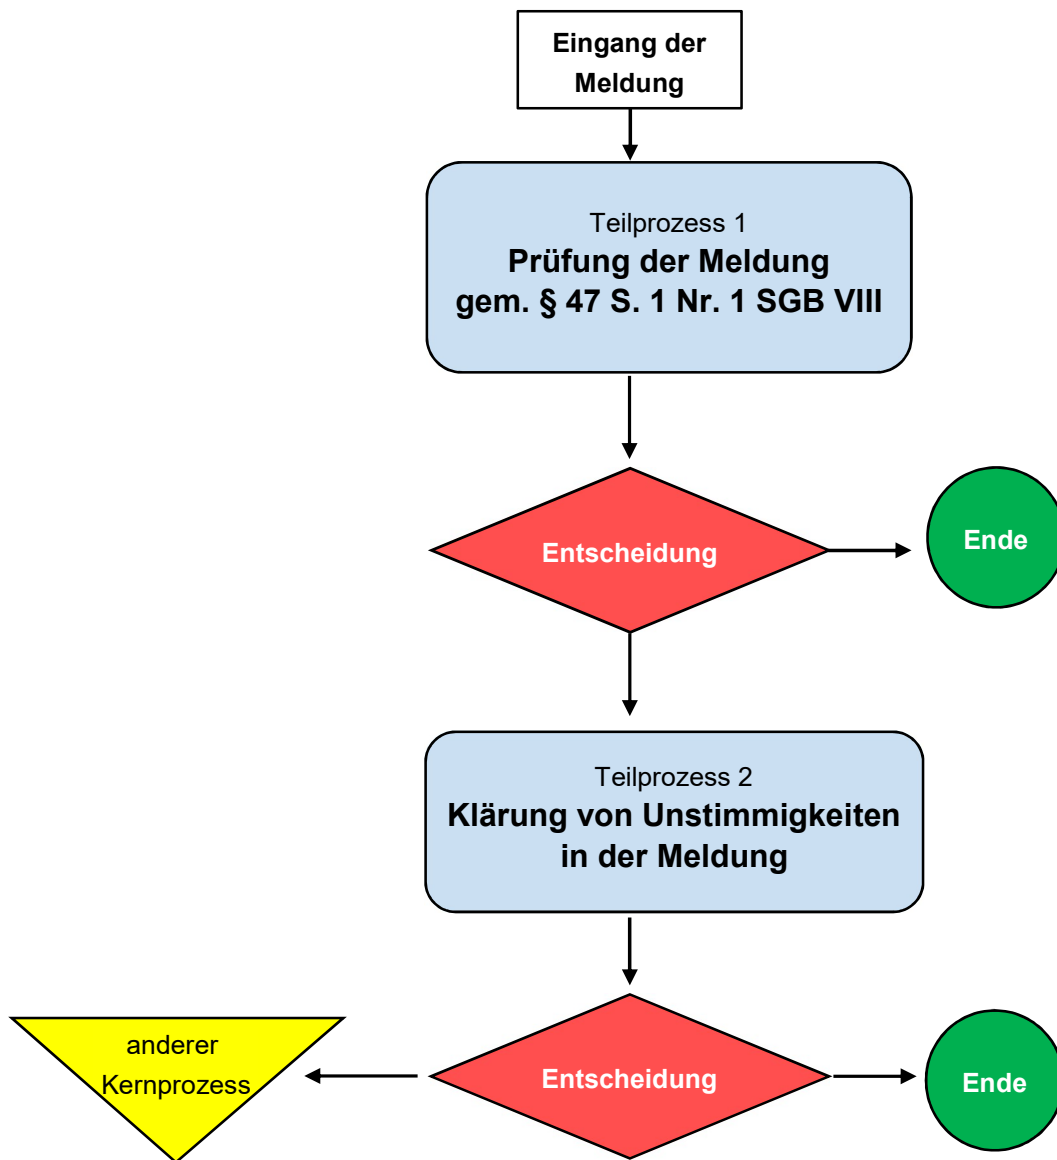 Eingang der
Meldung
Teilprozess 1
Prüfung der Meldung
gem. § 47 S. 1 Nr. 1 SGB VIII
Entscheidung
Ende
Teilprozess 2
Klärung von Unstimmigkeiten
in der Meldung
anderer
Kernprozess
Entscheidung
Ende